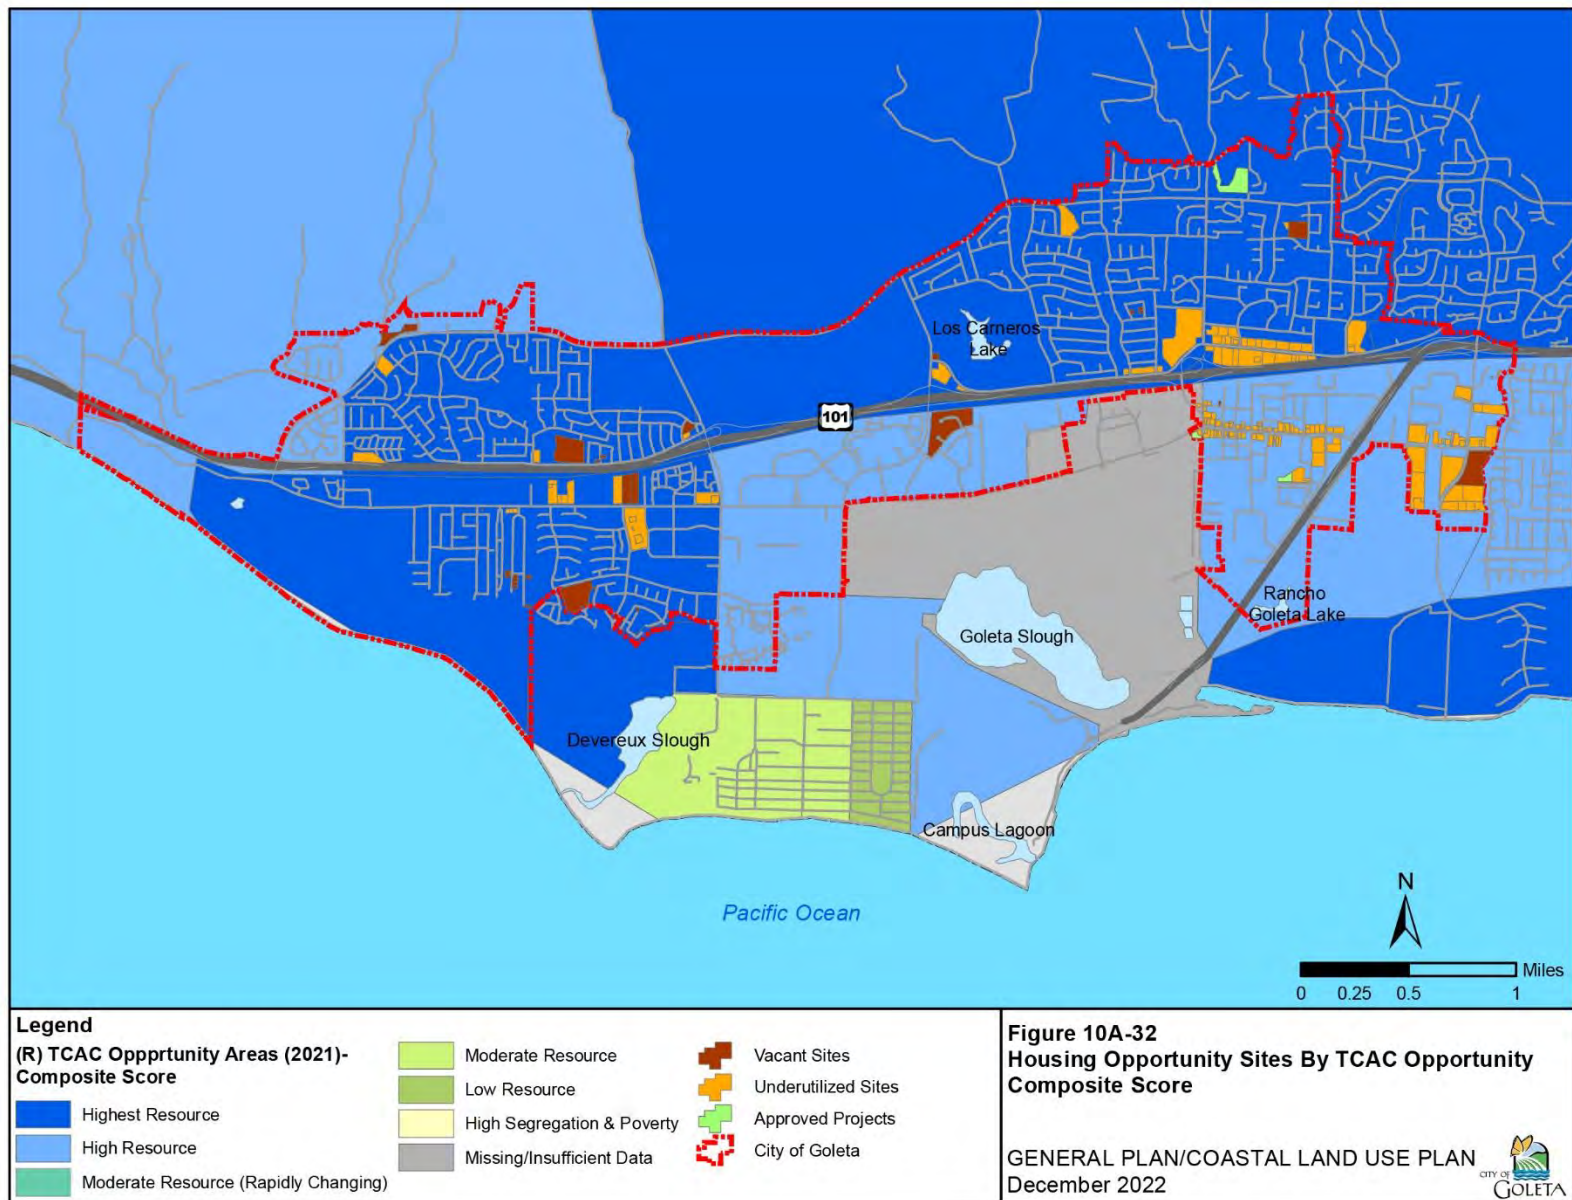 Los Carneros
Lake
101
Rancho
Goleta Lake
Goleta Slough
Devereux Slough
Campus Lagoon
Pacific Ocean
N
Miles
0 0.25 0.5 1
Legend
(R) TCAC Oppprtunity Areas (2021)-
Composite Score
Highest Resource
High Resource
Moderate Resource (Rapidly Changing)
Moderate Resource
Low Resource
High Segregation & Poverty
Missing/Insufficient Data
Vacant Sites
Underutilized Sites
Approved Projects
City of Goleta
Figure 10A-32
Housing Opportunity Sites By TCAC Opportunity
Composite Score
GENERAL PLAN/COASTAL LAND USE PLAN
December 2022
CITY OF
GOLETA